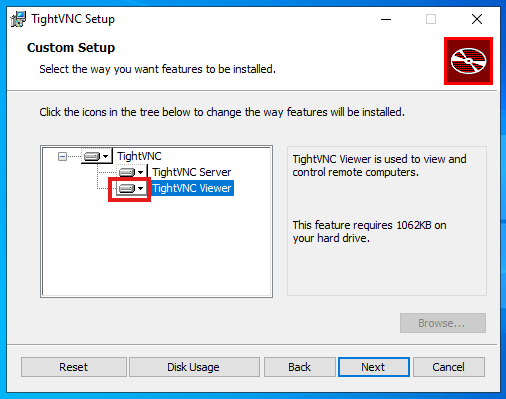 TightVNC Setup
Custom Setup
Select the way you want features to be installed.
Click the icons in the tree below to change the way features will be installed.
TightVNC
TightVNC Server
TightVNC Viewer
TightVNC Viewer is used to view and
control remote computers.
This feature requires 1062KB on
your hard drive.
Browse...
Reset
Disk Usage
Back
Next
Cancel